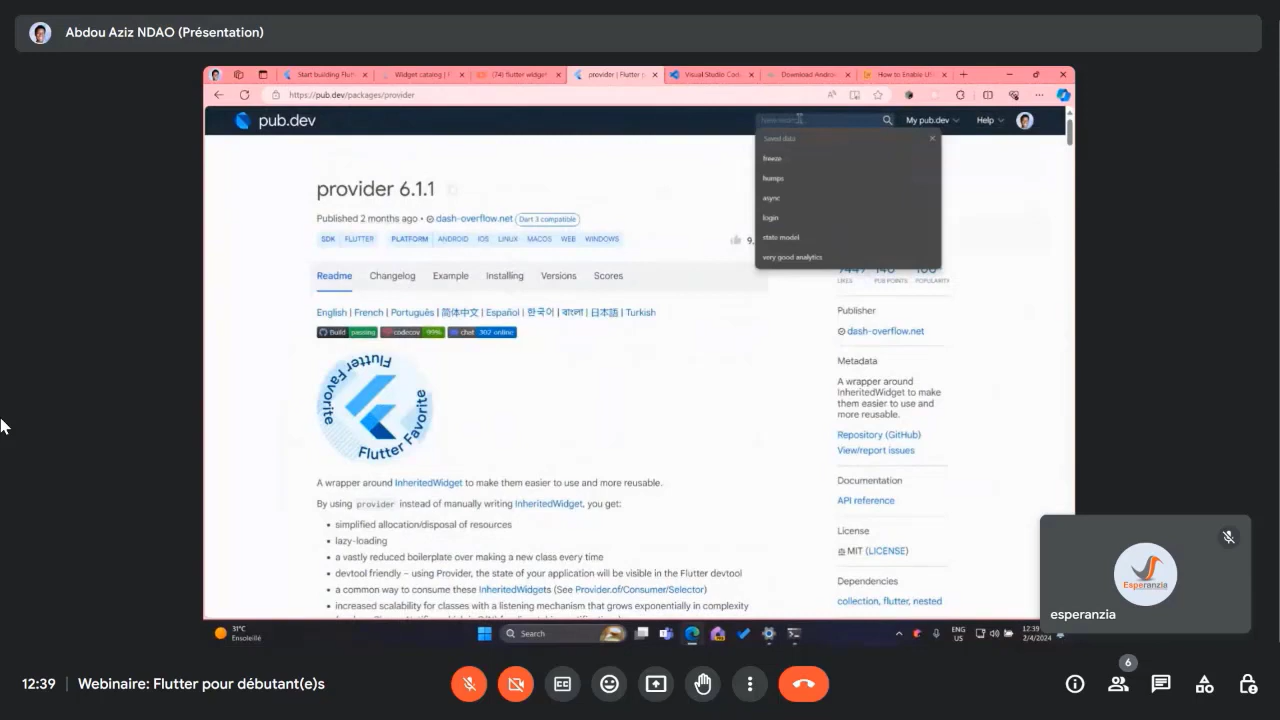 Abdou Aziz NDAO (Présentation)
Start building Flutt
Widget catalog |
(74) flutter widget
provider | Flutter p
Visual Studio Cod
Download Androi
How to Enable U
https://pub.dev/packages/provider
pub.dev
My pub.dev
Help
Saved data
freeze
bumps
async
login
state model
very good analytics
provider 6.1.1
Published 2 months ago • dash-overflow.net Dart 3 compatible
SDK FLUTTER PLATFORM ANDROID IOS LINUX MACOS WEB WINDOWS
9.
LIKES PUB POINTS POPULARITY
Readme Changelog Example Installing Versions Scores
English | French | Português | 简体中文 | Español | 한국어 | বাংলা | 日本語 | Turkish
Build passing codecov 99% chat 302 online
Flutter Favorite
Flutter Favorite
A wrapper around InheritedWidget to make them easier to use and more reusable.
By using provider instead of manually writing InheritedWidget, you get:
• simplified allocation/disposal of resources
• lazy-loading
• a vastly reduced boilerplate over making a new class every time
• devtool friendly – using Provider, the state of your application will be visible in the Flutter devtool
• a common way to consume these InheritedWidgets (See Provider.of/Consumer/Selector)
• increased scalability for classes with a listening mechanism that grows exponentially in complexity
Publisher
dash-overflow.net
Metadata
A wrapper around
InheritedWidget to make
them easier to use and
more reusable.
Repository (GitHub)
View/report issues
Documentation
API reference
License
MIT (LICENSE)
Dependencies
collection, flutter, nested
Esperanzia
esperanzia
31°C
Ensoleillé
Search
ENG
US
12:39
2/4/2024
12:39 | Webinaire: Flutter pour débutant(e)s
6